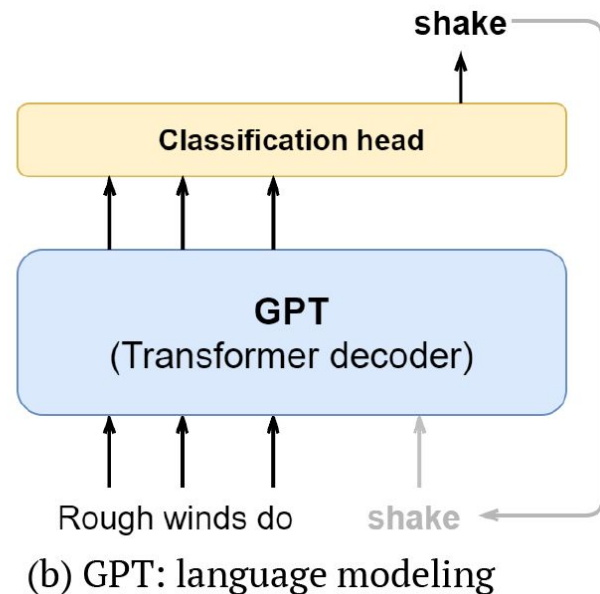 shake
Classification head
GPT
(Transformer decoder)
Rough winds do shake
(b) GPT: language modeling